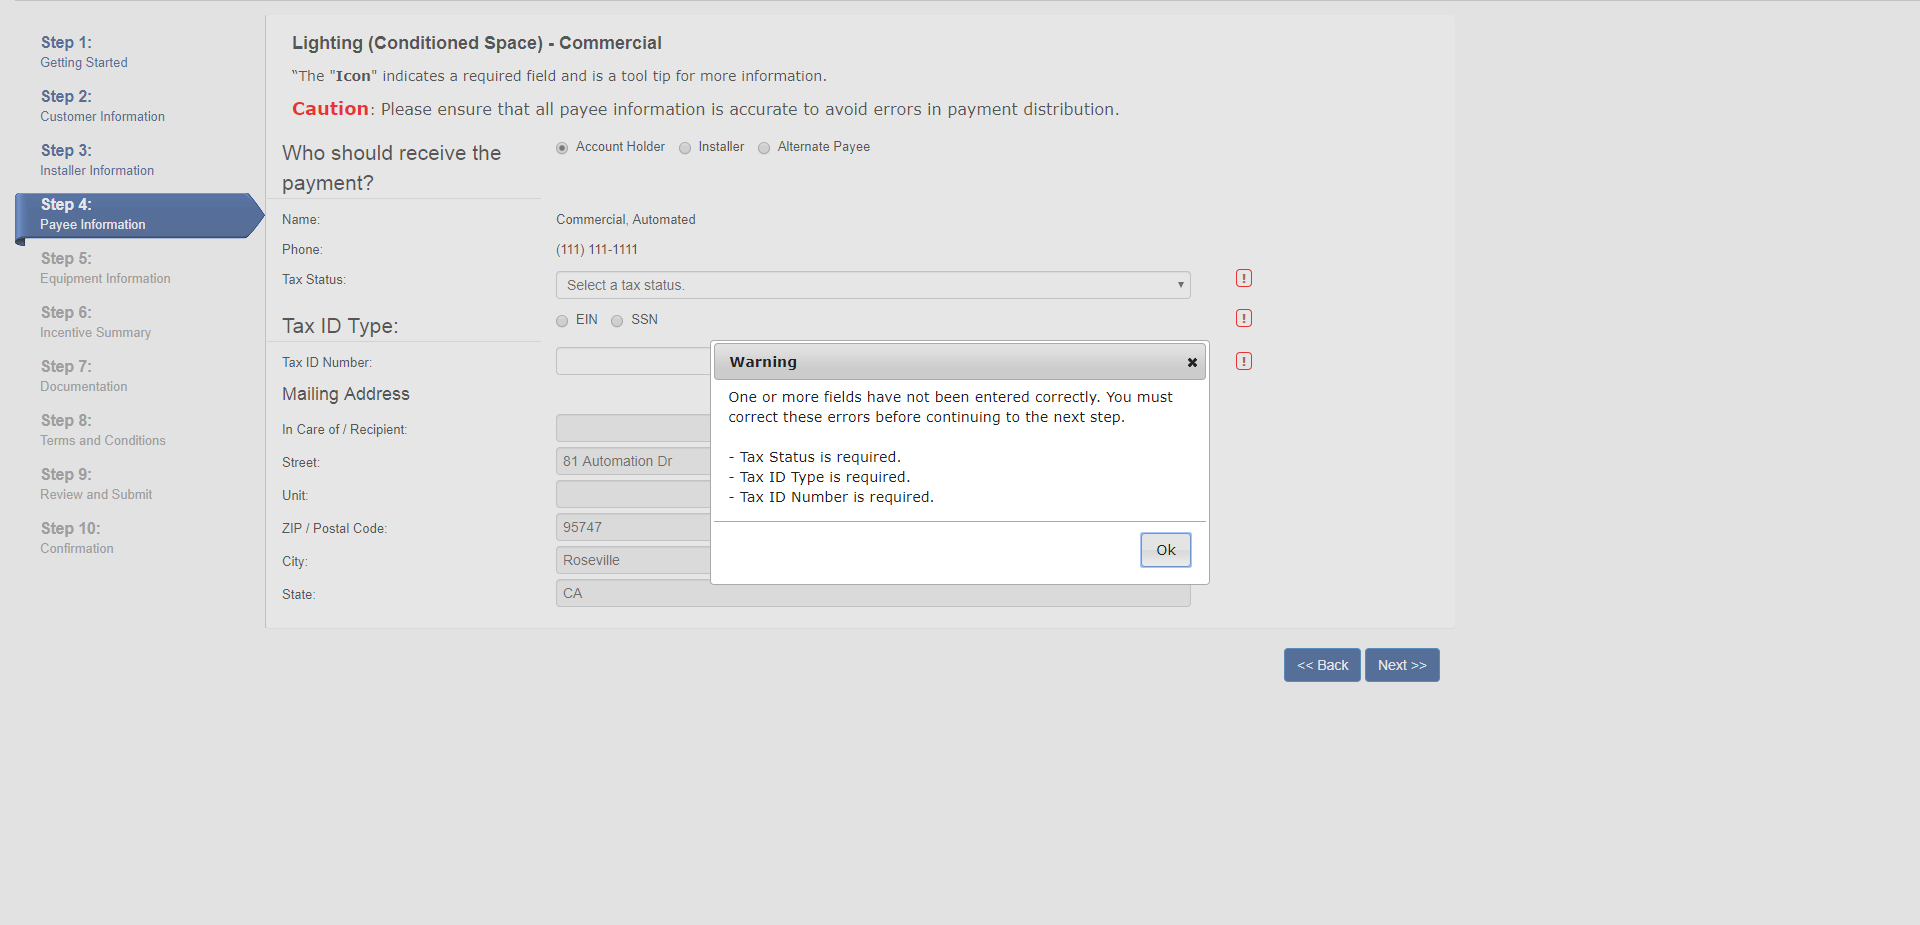 Step 1:
Getting Started
Step 2:
Customer Information
Step 3:
Installer Information
Step 4:
Payee Information
Step 5:
Equipment Information
Step 6:
Incentive Summary
Step 7:
Documentation
Step 8:
Terms and Conditions
Step 9:
Review and Submit
Step 10:
Confirmation
Lighting (Conditioned Space) - Commercial
“The "Icon" indicates a required field and is a tool tip for more information.
Caution: Please ensure that all payee information is accurate to avoid errors in payment distribution.
Who should receive the
payment?
Account Holder Installer Alternate Payee
Name: Commercial, Automated
Phone: (111) 111-1111
Tax Status: Select a tax status. !
Tax ID Type: EIN SSN !
Tax ID Number: !
Mailing Address
In Care of / Recipient:
Street: 81 Automation Dr
Unit:
ZIP / Postal Code: 95747
City: Roseville
State: CA
Warning
One or more fields have not been entered correctly. You must
correct these errors before continuing to the next step.
- Tax Status is required.
- Tax ID Type is required.
- Tax ID Number is required.
Ok
<< Back Next >>